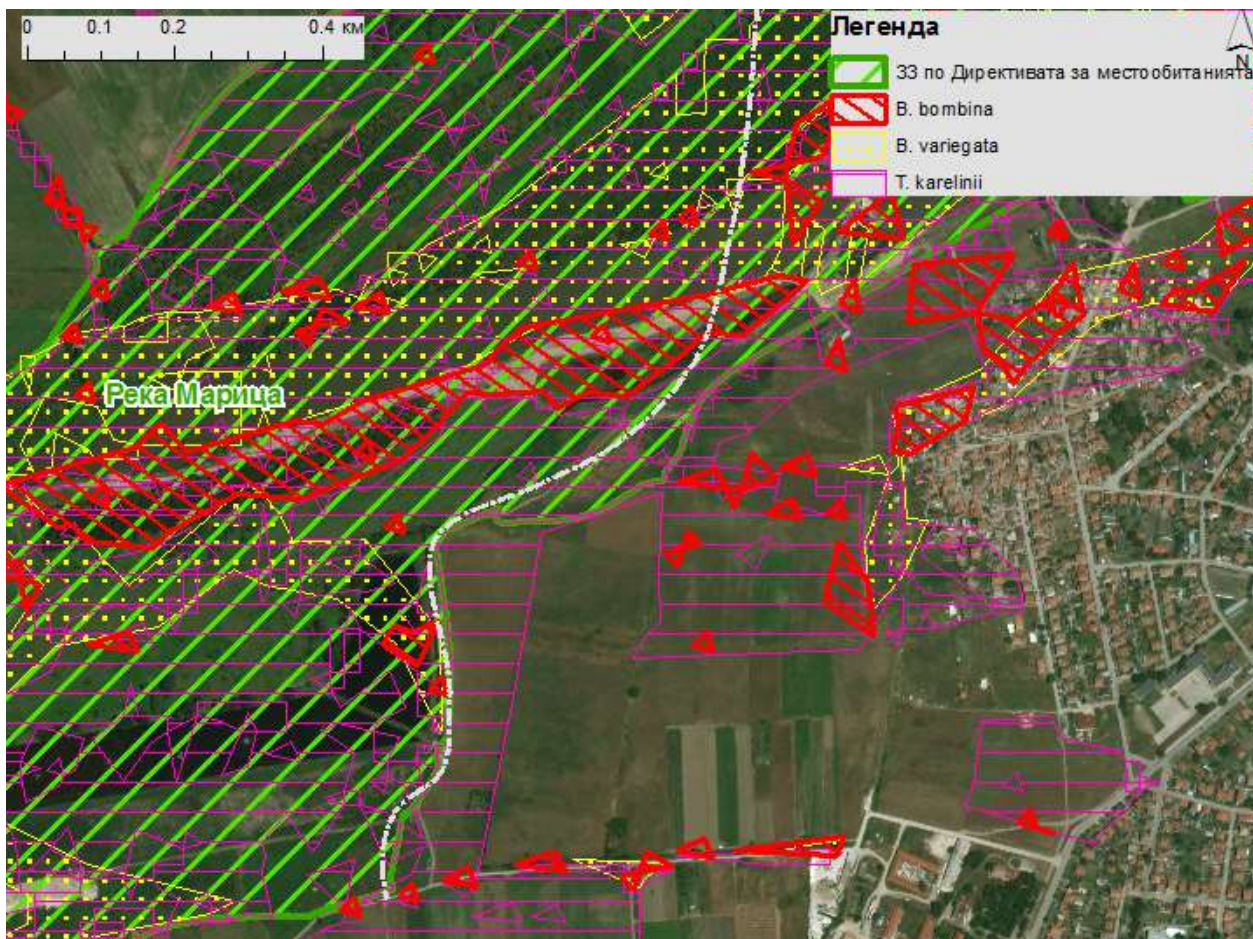 0 0.1 0.2 0.4 км
Легенда
N
ЗЗ по Директивата за местообитанията
B. bombina
B. variegata
T. karelinii
Река Марица